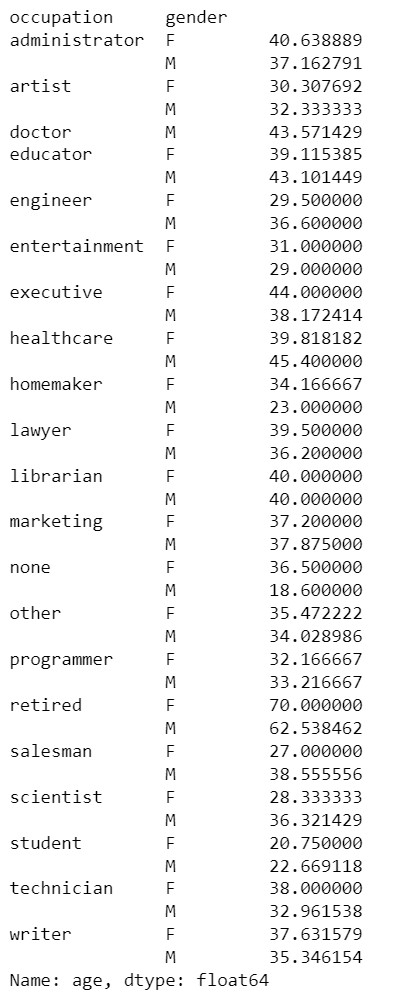 occupation     gender
administrator  F         40.638889
               M         37.162791
artist         F         30.307692
               M         32.333333
doctor         M         43.571429
educator       F         39.115385
               M         43.101449
engineer       F         29.500000
               M         36.600000
entertainment  F         31.000000
               M         29.000000
executive      F         44.000000
               M         38.172414
healthcare     F         39.818182
               M         45.400000
homemaker      F         34.166667
               M         23.000000
lawyer         F         39.500000
               M         36.200000
librarian      F         40.000000
               M         40.000000
marketing      F         37.200000
               M         37.875000
none           F         36.500000
               M         18.600000
other          F         35.472222
               M         34.028986
programmer     F         32.166667
               M         33.216667
retired        F         70.000000
               M         62.538462
salesman       F         27.000000
               M         38.555556
scientist      F         28.333333
               M         36.321429
student        F         20.750000
               M         22.669118
technician     F         38.000000
               M         32.961538
writer         F         37.631579
               M         35.346154
Name: age, dtype: float64